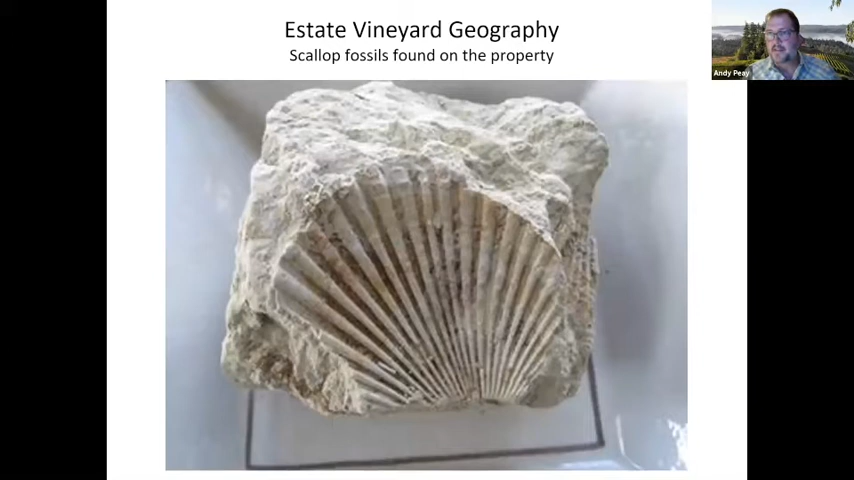 Estate Vineyard Geography
Scallop fossils found on the property
Andy Peay